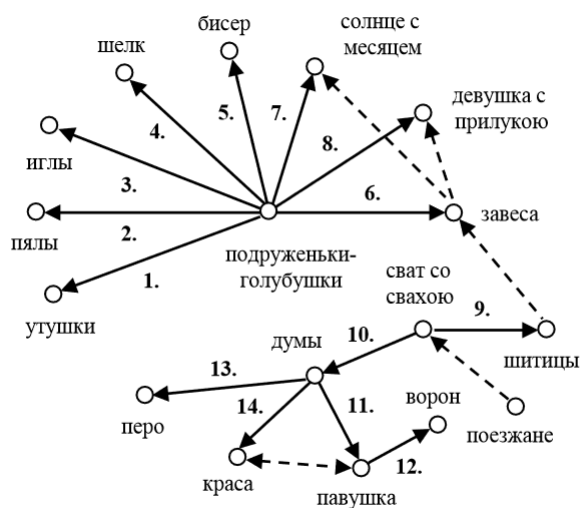 бисер
солнце с
месяцем
шелк
5.
7.
девушка с
прилукою
4.
8.
иглы
3.
6.
завеса
пялы
2.
подруженьки-
голубушки
1.
сват со
свахою
утушки
9.
думы
10.
шитицы
13.
14.
11.
ворон
перо
поезжане
12.
краса
павушка